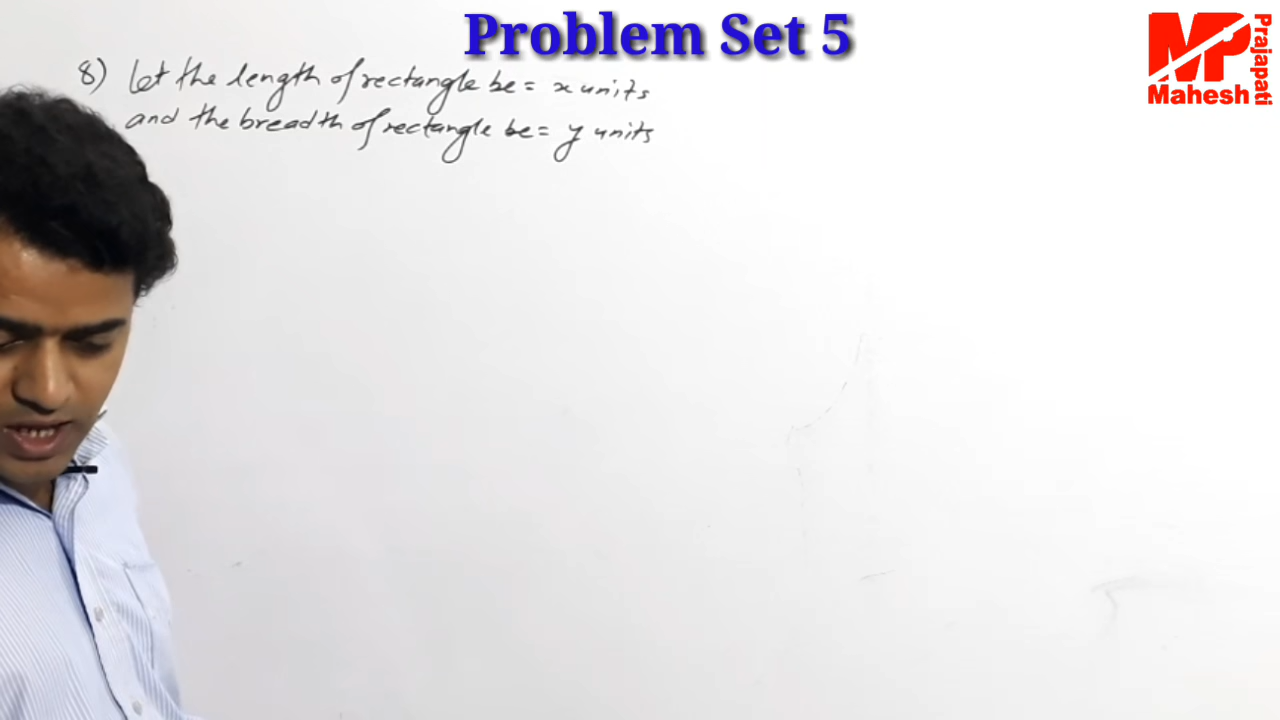 Problem Set 5
MP
Mahesh
Prajapati
8) let the length of rectangle be = x units
and the breadth of rectangle be = y units